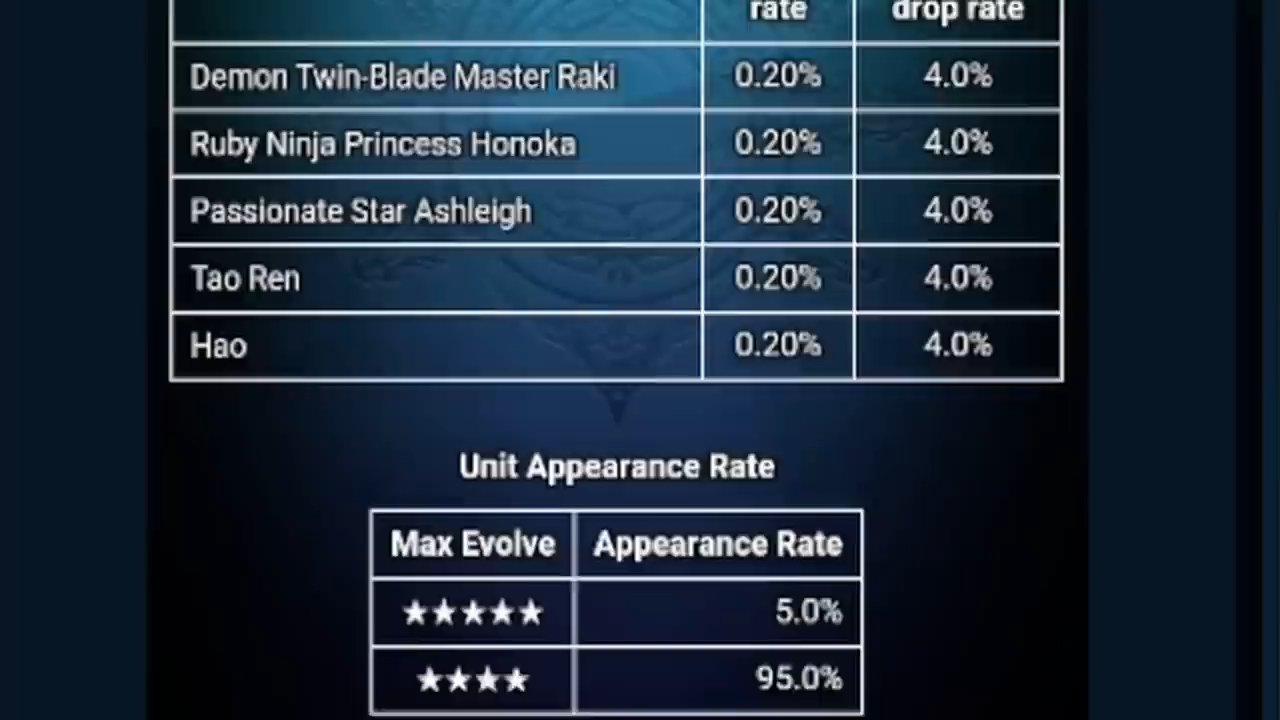 rate drop rate
Demon Twin-Blade Master Raki 0.20% 4.0%
Ruby Ninja Princess Honoka 0.20% 4.0%
Passionate Star Ashleigh 0.20% 4.0%
Tao Ren 0.20% 4.0%
Hao 0.20% 4.0%
Unit Appearance Rate
Max Evolve Appearance Rate
★★★★★ 5.0%
★★★★ 95.0%